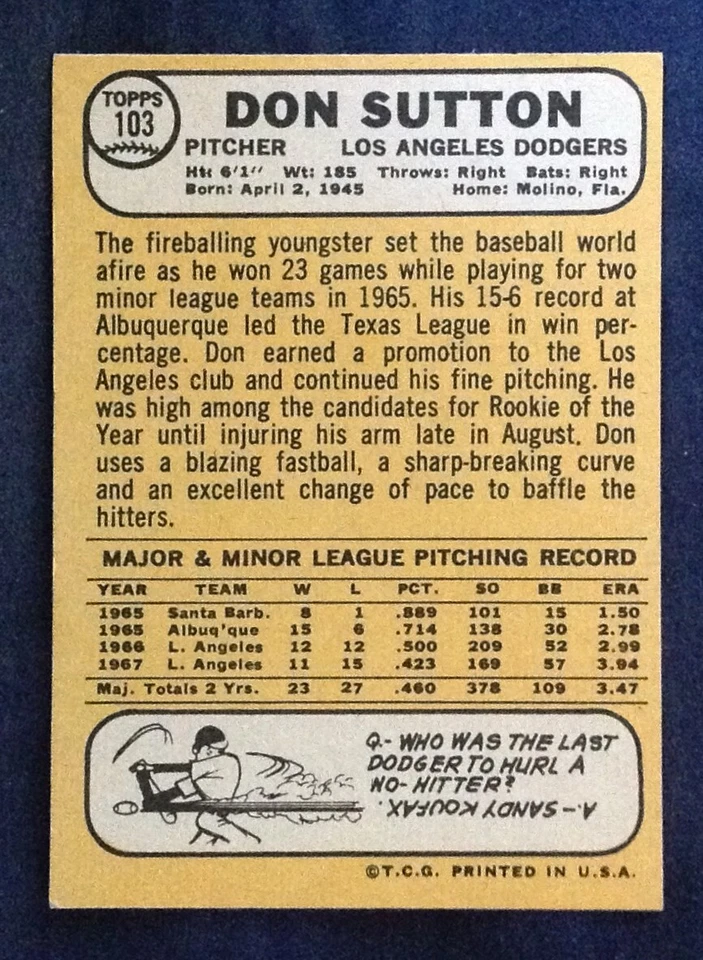 TOPPS
103
DON SUTTON
PITCHER LOS ANGELES DODGERS
Ht: 6'1" Wt: 185 Throws: Right Bats: Right
Born: April 2, 1945 Home: Molino, Fla.
The fireballing youngster set the baseball world
afire as he won 23 games while playing for two
minor league teams in 1965. His 15-6 record at
Albuquerque led the Texas League in win per-
centage. Don earned a promotion to the Los
Angeles club and continued his fine pitching. He
was high among the candidates for Rookie of the
Year until injuring his arm late in August. Don
uses a blazing fastball, a sharp-breaking curve
and an excellent change of pace to baffle the
hitters.
MAJOR & MINOR LEAGUE PITCHING RECORD
YEAR TEAM W L PCT. SO BB ERA
1965 Santa Barb. 8 1 .889 101 15 1.50
1965 Albuq'que 15 6 .714 138 30 2.78
1966 L. Angeles 12 12 .500 209 52 2.99
1967 L. Angeles 11 15 .423 169 57 3.94
Maj. Totals 2 Yrs. 23 27 .460 378 109 3.47
Q.- WHO WAS THE LAST
DODGER TO HURL A
NO-HITTER?
A.- SANDY KOUFAX.
©T.C.G. PRINTED IN U.S.A.